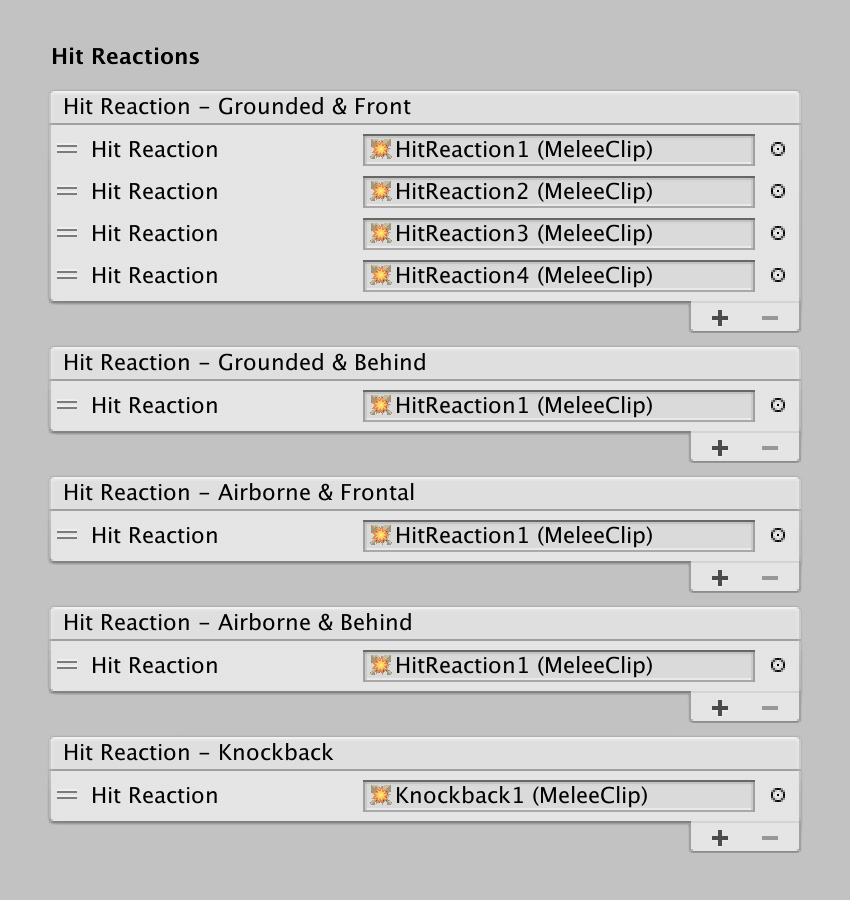 Hit Reactions
Hit Reaction – Grounded & Front
Hit Reaction HitReaction1 (MeleeClip)
Hit Reaction HitReaction2 (MeleeClip)
Hit Reaction HitReaction3 (MeleeClip)
Hit Reaction HitReaction4 (MeleeClip)
Hit Reaction – Grounded & Behind
Hit Reaction HitReaction1 (MeleeClip)
Hit Reaction – Airborne & Frontal
Hit Reaction HitReaction1 (MeleeClip)
Hit Reaction – Airborne & Behind
Hit Reaction HitReaction1 (MeleeClip)
Hit Reaction – Knockback
Hit Reaction Knockback1 (MeleeClip)